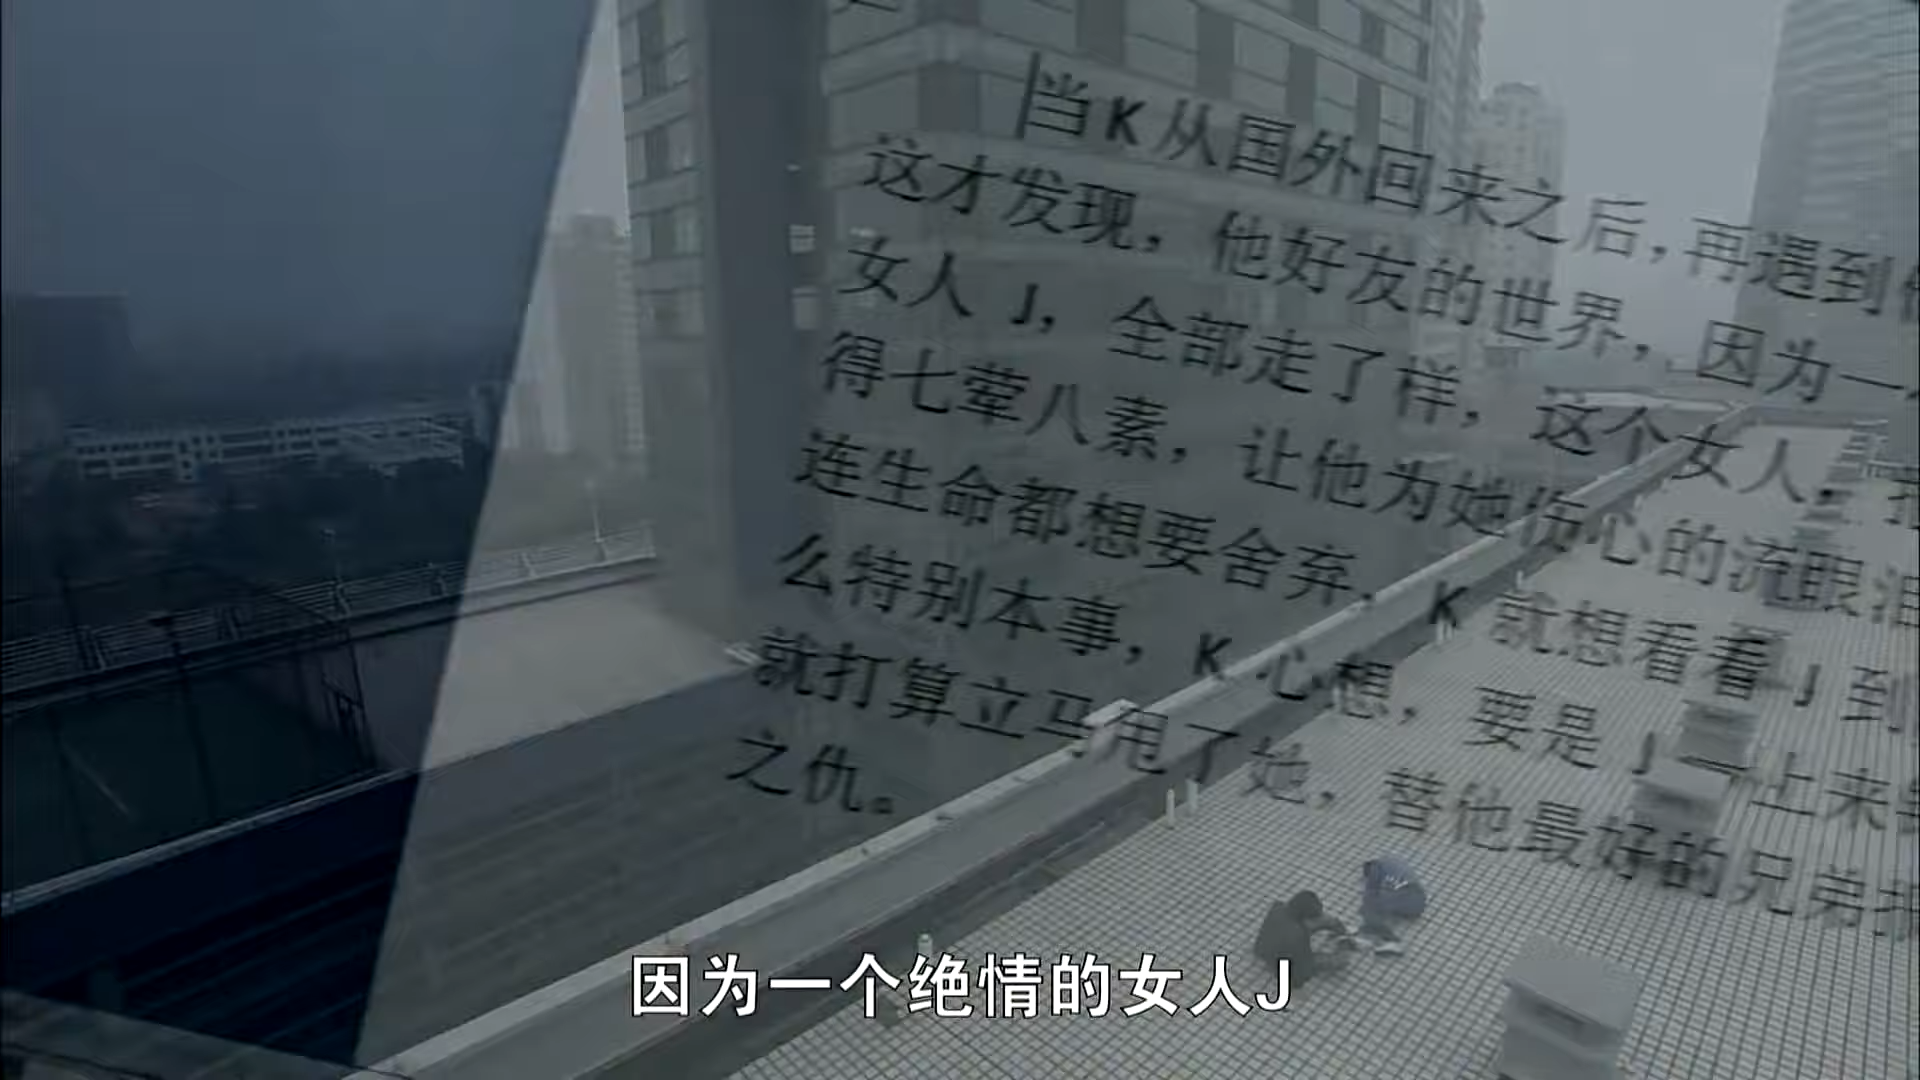 当K从国外回来之后,再遇到
这才发现,他好友的世界,因为一
女人 J,全部走了样,这个女人,
得七荤八素,让他为她伤心的流眼泪
连生命都想要舍弃. K 就想看看 J 到
么特别本事,K 心想,要是 J 一上来
就打算立马甩了她,替他最好的兄弟
之仇。
因为一个绝情的女人J